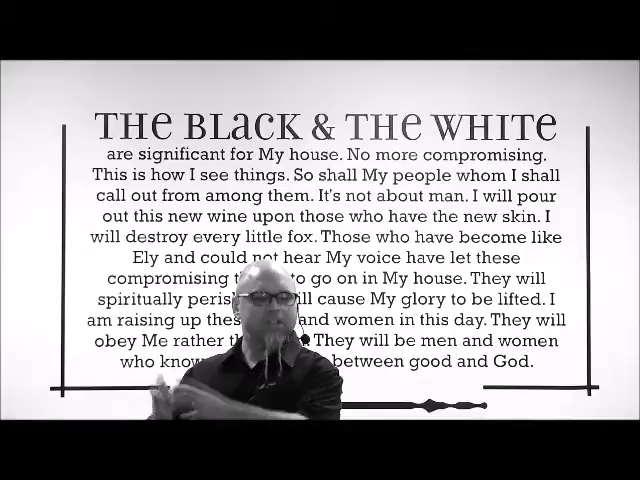 THE BLACK & THE WHITE
are significant for My house. No more compromising.
This is how I see things. So shall My people whom I shall
call out from among them. It's not about man. I will pour
out this new wine upon those who have the new skin. I
will destroy every little fox. Those who have become like
Ely and could not hear My voice have let these
compromising to go on in My house. They will
spiritually will cause My glory to be lifted. I
am raising up and women in this day. They will
obey Me rather They will be men and women
who between good and God.